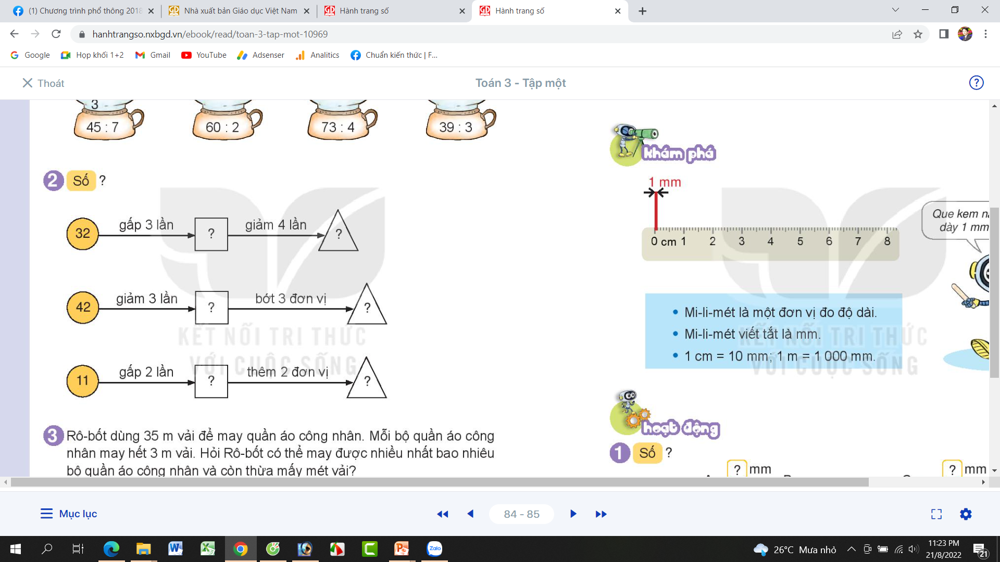 (1) Chương trình phổ thông 2018
Nhà xuất bản Giáo dục Việt Nam
Hành trang số
Hành trang số
hanhtrangso.nxbgd.vn/ebook/read/toan-3-tap-mot-10969
Google
Họp khối 1+2
Gmail
YouTube
Adsenser
Analitics
Chuẩn kiến thức | F...
Thoát
Toán 3 - Tập một
?
3
45 : 7
60 : 2
73 : 4
39 : 3
2 Số ?
32 gấp 3 lần ? giảm 4 lần ?
42 giảm 3 lần ? bớt 3 đơn vị ?
11 gấp 2 lần ? thêm 2 đơn vị ?
KẾT NỐI TRI THỨC
VỚI CUỘC SỐNG
3 Rô-bốt dùng 35 m vải để may quần áo công nhân. Mỗi bộ quần áo công
nhân may hết 3 m vải. Hỏi Rô-bốt có thể may được nhiều nhất bao nhiêu
bộ quần áo công nhân và còn thừa mấy mét vải?
khám phá
1 mm
0 cm 1 2 3 4 5 6 7 8
Que kem
dày 1 mm
• Mi-li-mét là một đơn vị đo độ dài.
• Mi-li-mét viết tắt là mm.
• 1 cm = 10 mm; 1 m = 1 000 mm.
KẾT NỐI TRI THỨC
VỚI CUỘC SỐNG
hoạt động
1 Số ?
? mm
? mm
Mục lục
84 - 85
26°C Mưa nhỏ
11:23 PM
21/8/2022
21
Zalo